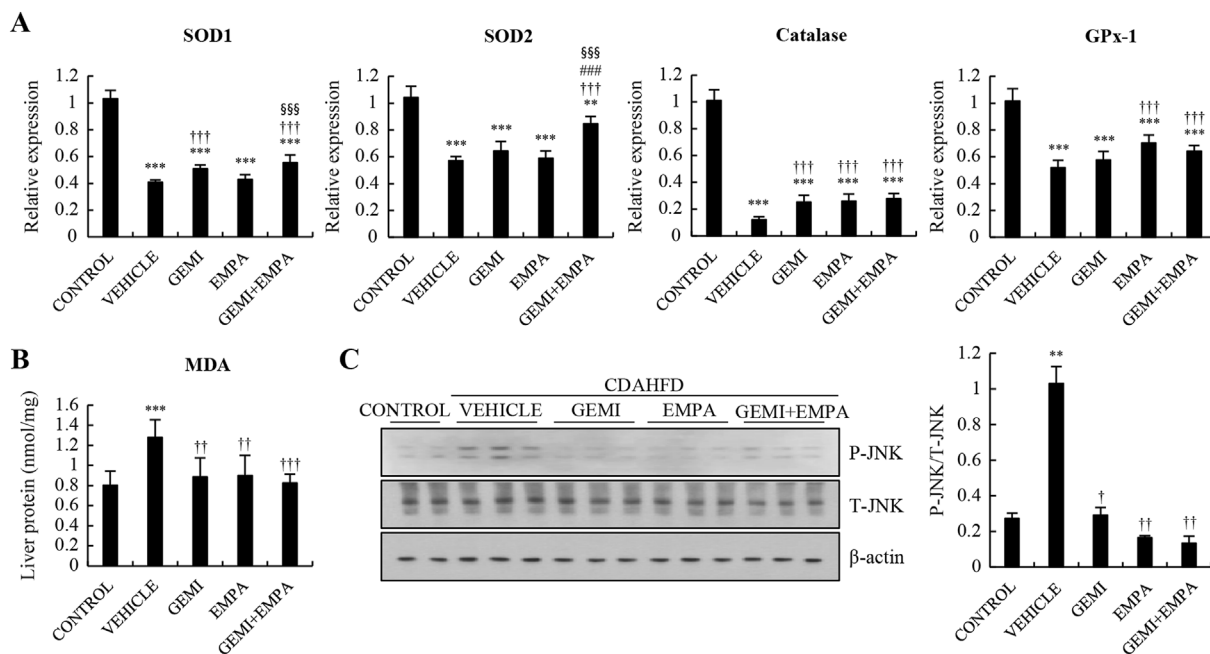 A
SOD1
Relative expression
1.2
1
0.8
0.6
0.4
0.2
0
***
†††
***
***
§§§
†††
***
CONTROL
VEHICLE
GEMI
EMPA
GEMI+EMPA
SOD2
Relative expression
1.2
1
0.8
0.6
0.4
0.2
0
***
***
***
§§§
###
†††
**
CONTROL
VEHICLE
GEMI
EMPA
GEMI+EMPA
Catalase
Relative expression
1.2
1
0.8
0.6
0.4
0.2
0
***
†††
***
†††
***
†††
***
CONTROL
VEHICLE
GEMI
EMPA
GEMI+EMPA
GPx-1
Relative expression
1.2
1
0.8
0.6
0.4
0.2
0
***
***
†††
***
†††
***
CONTROL
VEHICLE
GEMI
EMPA
GEMI+EMPA
B
MDA
Liver protein (nmol/mg)
1.6
1.4
1.2
1
0.8
0.6
0.4
0.2
0
***
††
††
†††
CONTROL
VEHICLE
GEMI
EMPA
GEMI+EMPA
C
CDAHFD
CONTROL VEHICLE GEMI EMPA GEMI+EMPA
P-JNK
T-JNK
β-actin
P-JNK/T-JNK
1.2
1
0.8
0.6
0.4
0.2
0
**
†
††
††
CONTROL
VEHICLE
GEMI
EMPA
GEMI+EMPA